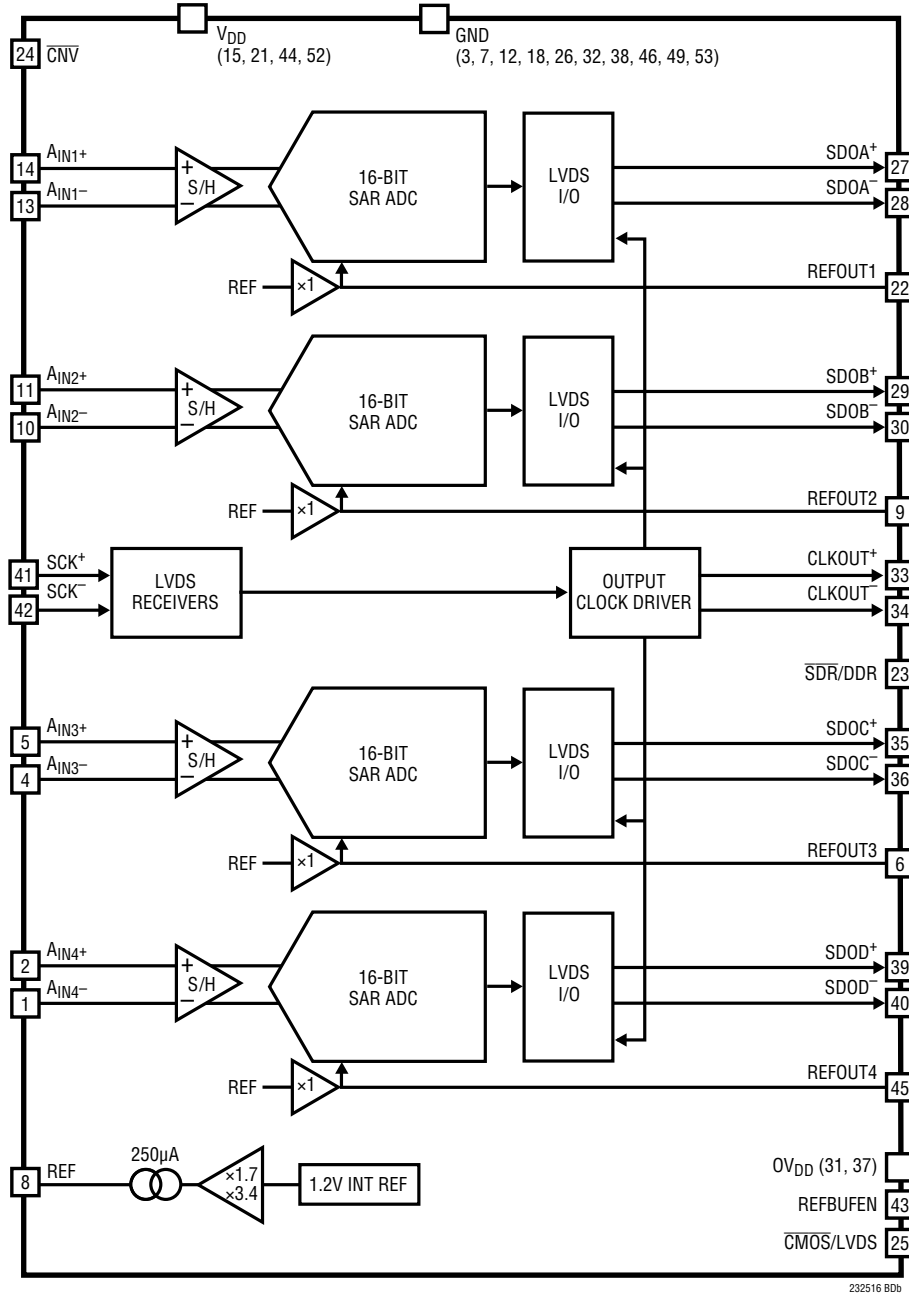 V_DD
(15, 21, 44, 52)
GND
(3, 7, 12, 18, 26, 32, 38, 46, 49, 53)
24 C̅N̅V̅
14 A_IN1+
13 A_IN1–
+
S/H
–
16-BIT
SAR ADC
LVDS
I/O
SDOA⁺ 27
SDOA⁻ 28
REF ×1
REFOUT1 22
11 A_IN2+
10 A_IN2–
+
S/H
–
16-BIT
SAR ADC
LVDS
I/O
SDOB⁺ 29
SDOB⁻ 30
REF ×1
REFOUT2 9
41 SCK⁺
42 SCK⁻
LVDS
RECEIVERS
OUTPUT
CLOCK DRIVER
CLKOUT⁺ 33
CLKOUT⁻ 34
S̅D̅R̅/DDR 23
5 A_IN3+
4 A_IN3–
+
S/H
–
16-BIT
SAR ADC
LVDS
I/O
SDOC⁺ 35
SDOC⁻ 36
REF ×1
REFOUT3 6
2 A_IN4+
1 A_IN4–
+
S/H
–
16-BIT
SAR ADC
LVDS
I/O
SDOD⁺ 39
SDOD⁻ 40
REF ×1
REFOUT4 45
8 REF
250µA
×1.7
×3.4
1.2V INT REF
OV_DD (31, 37)
REFBUFEN 43
C̅M̅O̅S̅/LVDS 25
232516 BDb